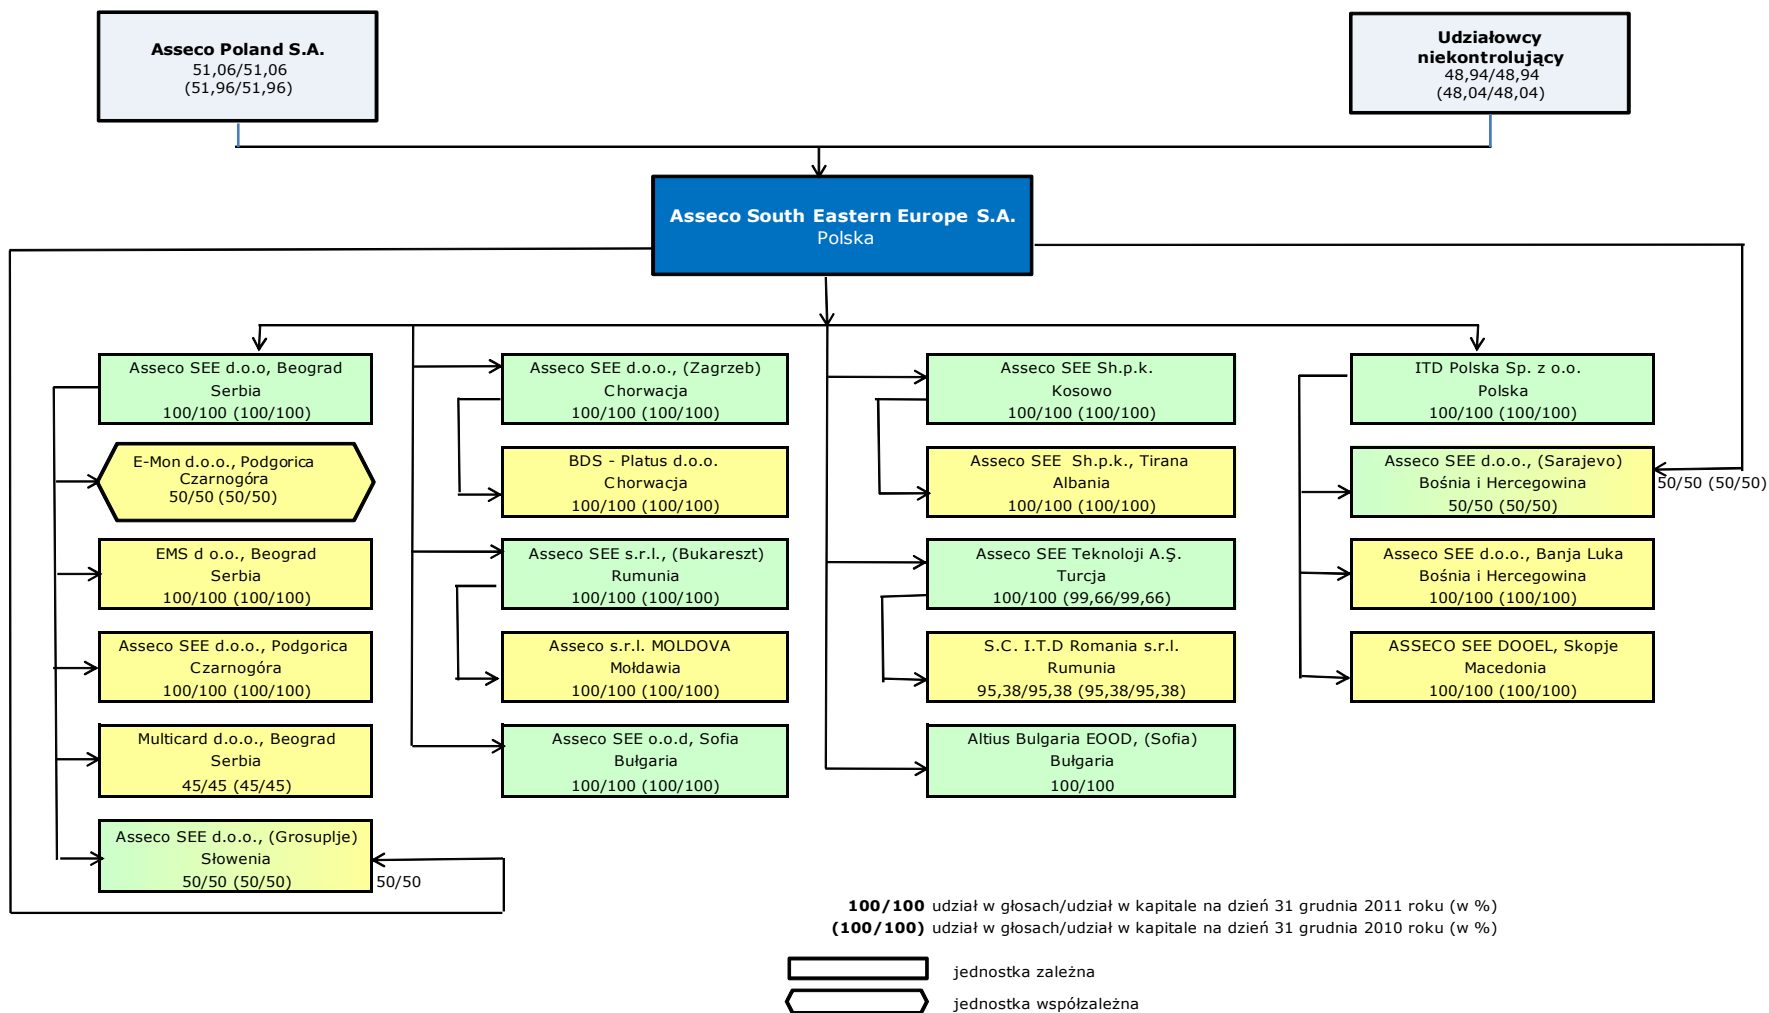 Asseco Poland S.A.
51,06/51,06
(51,96/51,96)
Udziałowcy
niekontrolujący
48,94/48,94
(48,04/48,04)
Asseco South Eastern Europe S.A.
Polska
Asseco SEE d.o.o, Beograd
Serbia
100/100 (100/100)
E-Mon d.o.o., Podgorica
Czarnogóra
50/50 (50/50)
EMS d o.o., Beograd
Serbia
100/100 (100/100)
Asseco SEE d.o.o., Podgorica
Czarnogóra
100/100 (100/100)
Multicard d.o.o., Beograd
Serbia
45/45 (45/45)
Asseco SEE d.o.o., (Grosuplje)
Słowenia
50/50 (50/50)
50/50
Asseco SEE d.o.o., (Zagrzeb)
Chorwacja
100/100 (100/100)
BDS - Platus d.o.o.
Chorwacja
100/100 (100/100)
Asseco SEE s.r.l., (Bukareszt)
Rumunia
100/100 (100/100)
Asseco s.r.l. MOLDOVA
Mołdawia
100/100 (100/100)
Asseco SEE o.o.d, Sofia
Bułgaria
100/100 (100/100)
Asseco SEE Sh.p.k.
Kosowo
100/100 (100/100)
Asseco SEE Sh.p.k., Tirana
Albania
100/100 (100/100)
Asseco SEE Teknoloji A.Ş.
Turcja
100/100 (99,66/99,66)
S.C. I.T.D Romania s.r.l.
Rumunia
95,38/95,38 (95,38/95,38)
Altius Bulgaria EOOD, (Sofia)
Bułgaria
100/100
ITD Polska Sp. z o.o.
Polska
100/100 (100/100)
Asseco SEE d.o.o., (Sarajevo)
Bośnia i Hercegowina
50/50 (50/50)
50/50 (50/50)
Asseco SEE d.o.o., Banja Luka
Bośnia i Hercegowina
100/100 (100/100)
ASSECO SEE DOOEL, Skopje
Macedonia
100/100 (100/100)
100/100 udział w głosach/udział w kapitale na dzień 31 grudnia 2011 roku (w %)
(100/100) udział w głosach/udział w kapitale na dzień 31 grudnia 2010 roku (w %)
jednostka zależna
jednostka współzależna